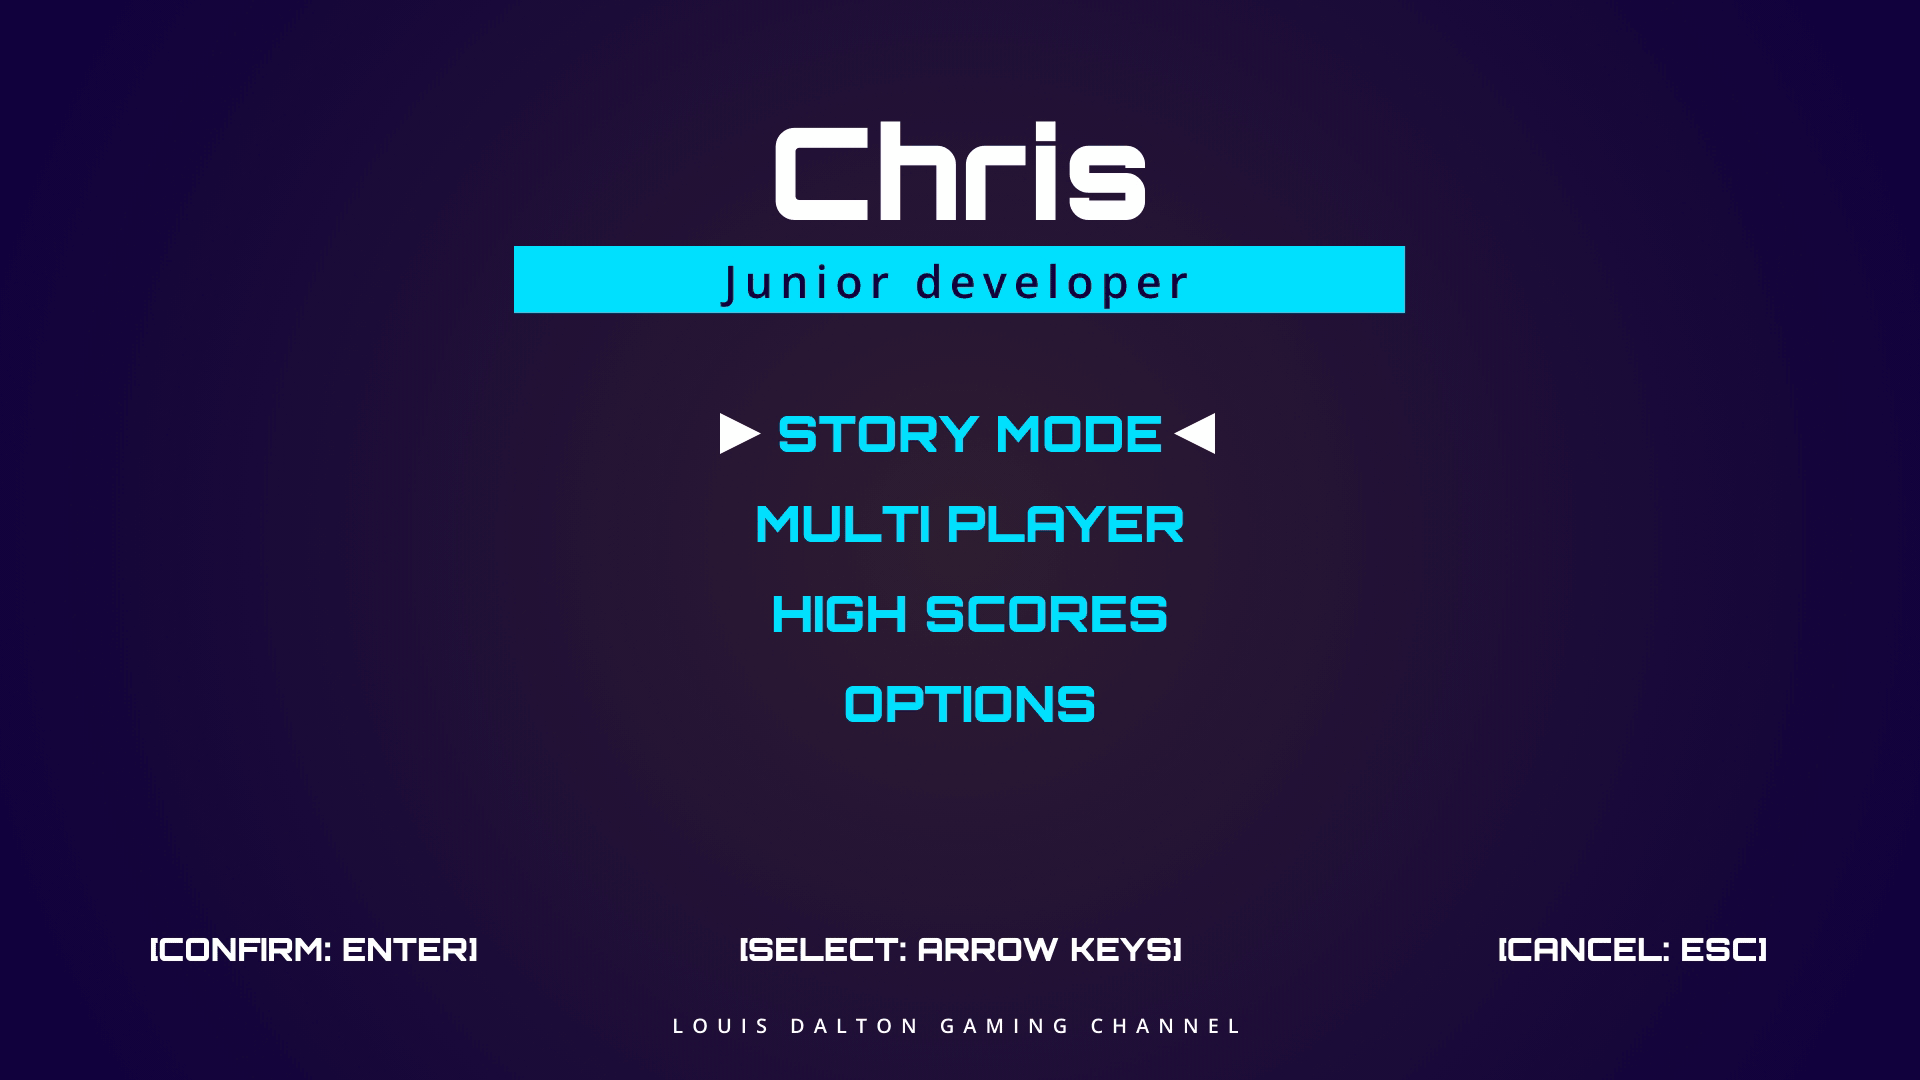 Chris
Junior developer
STORY MODE
MULTI PLAYER
HIGH SCORES
OPTIONS
[CONFIRM: ENTER] [SELECT: ARROW KEYS] [CANCEL: ESC]
LOUIS DALTON GAMING CHANNEL